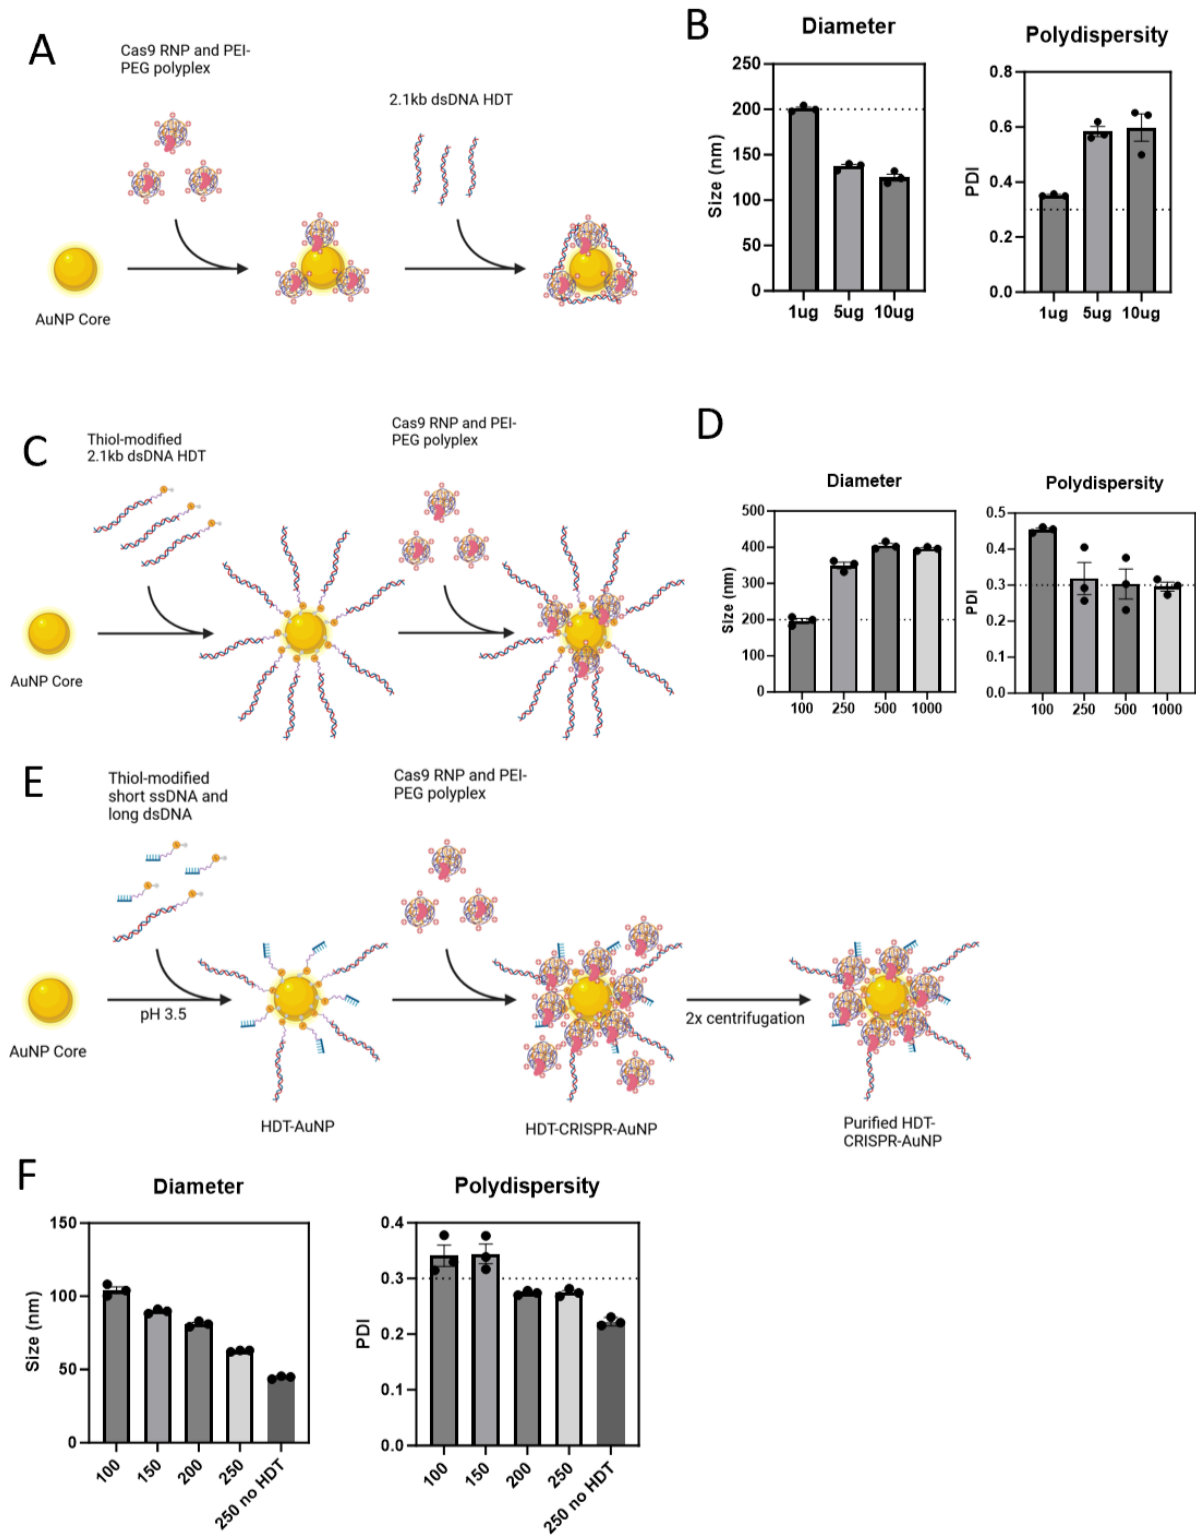 A
Cas9 RNP and PEI-
PEG polyplex
2.1kb dsDNA HDT
AuNP Core
B
Diameter
Size (nm)
250
200
150
100
50
0
1ug 5ug 10ug
Polydispersity
PDI
0.8
0.6
0.4
0.2
0.0
1ug 5ug 10ug
C
Thiol-modified
2.1kb dsDNA HDT
Cas9 RNP and PEI-
PEG polyplex
AuNP Core
D
Diameter
Size (nm)
500
400
300
200
100
0
100 250 500 1000
Polydispersity
PDI
0.5
0.4
0.3
0.2
0.1
0.0
100 250 500 1000
E
Thiol-modified
short ssDNA and
long dsDNA
Cas9 RNP and PEI-
PEG polyplex
pH 3.5
2x centrifugation
AuNP Core
HDT-AuNP
HDT-CRISPR-AuNP
Purified HDT-
CRISPR-AuNP
F
Diameter
Size (nm)
150
100
50
0
100 150 200 250 250 no HDT
Polydispersity
PDI
0.4
0.3
0.2
0.1
0.0
100 150 200 250 250 no HDT